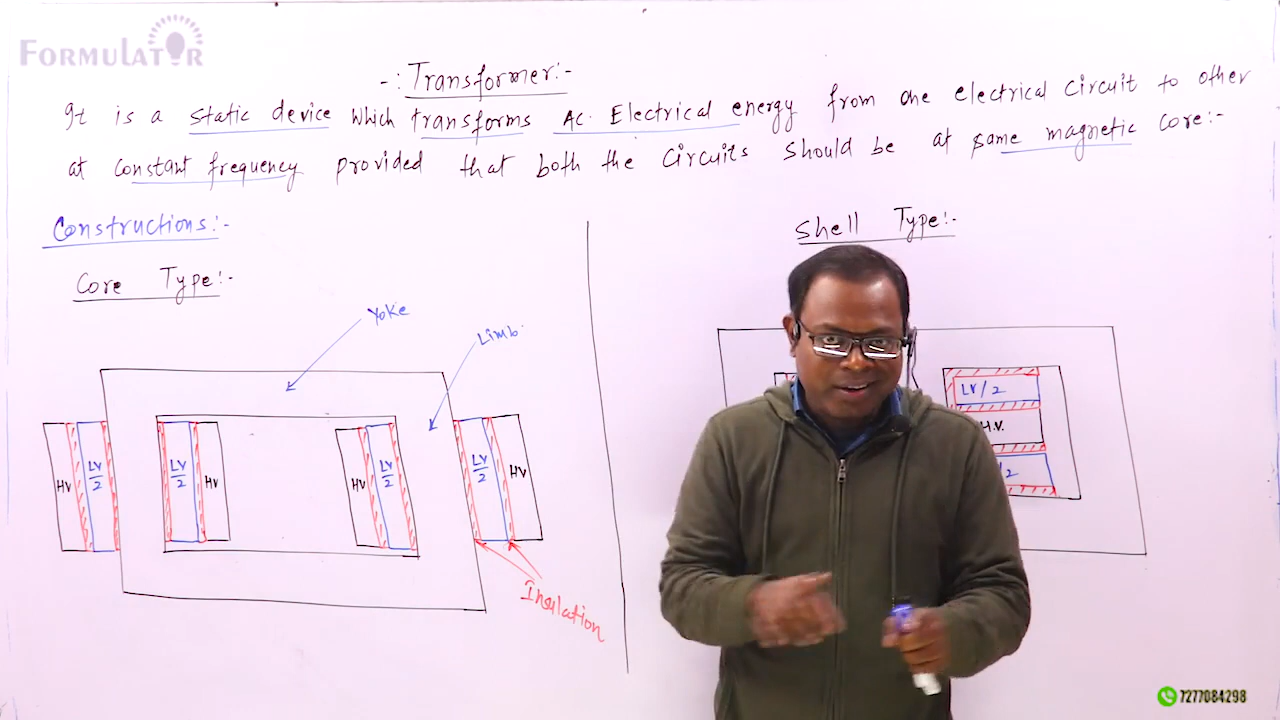 FORMULATOR
-: Transformer:-
It is a static device which transforms AC. Electrical energy from one electrical circuit to other
at constant frequency provided that both the circuits should be at same magnetic core:-
Constructions:-
Shell Type:-
Core Type:-
Yoke
Limb
HV
LV/2
LV/2
HV
HV
LV/2
LV/2
HV
LV/2
H.V.
/2
Insulation
7277084298